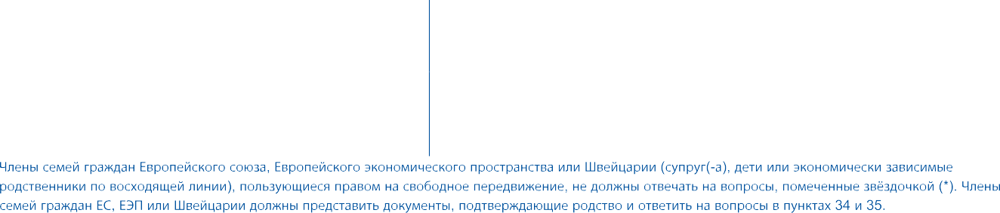 Члены семей граждан Европейского союза, Европейского экономического пространства или Швейцарии (супруг(-а), дети или экономически зависимые
родственники по восходящей линии), пользующиеся правом на свободное передвижение, не должны отвечать на вопросы, помеченные звёздочкой (*). Члены
семей граждан ЕС, ЕЭП или Швейцарии должны представить документы, подтверждающие родство и ответить на вопросы в пунктах 34 и 35.